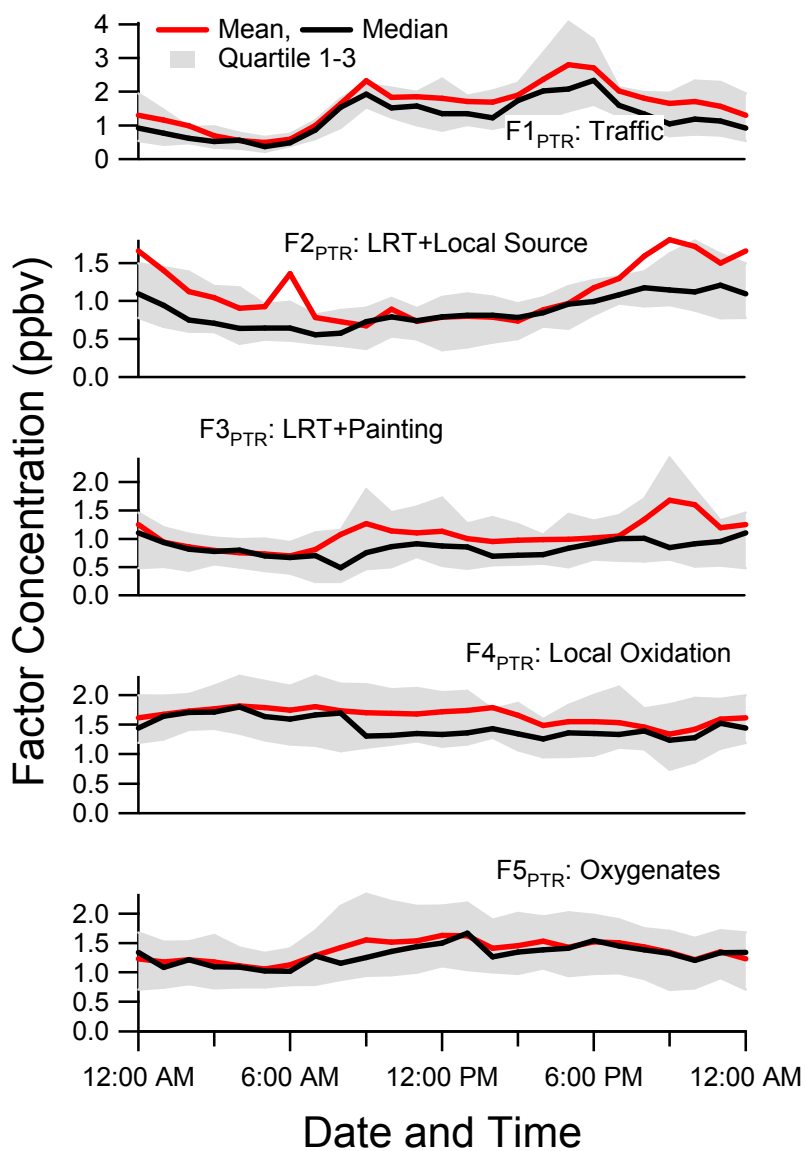 Mean, Median
Quartile 1-3
4
3
2
1
0
F1PTR: Traffic
F2PTR: LRT+Local Source
1.5
1.0
0.5
0.0
F3PTR: LRT+Painting
2.0
1.5
1.0
0.5
0.0
F4PTR: Local Oxidation
2.0
1.5
1.0
0.5
0.0
F5PTR: Oxygenates
2.0
1.5
1.0
0.5
0.0
Factor Concentration (ppbv)
12:00 AM 6:00 AM 12:00 PM 6:00 PM 12:00 AM
Date and Time